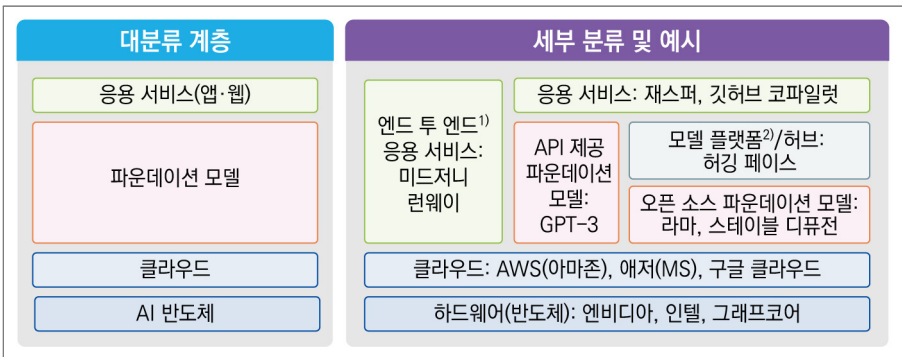 대분류 계층
응용 서비스(앱·웹)
파운데이션 모델
클라우드
AI 반도체
세부 분류 및 예시
엔드 투 엔드1)
응용 서비스:
미드저니
런웨이
응용 서비스: 재스퍼, 깃허브 코파일럿
API 제공
파운데이션
모델:
GPT-3
모델 플랫폼2)/허브:
허깅 페이스
오픈 소스 파운데이션 모델:
라마, 스테이블 디퓨전
클라우드: AWS(아마존), 애저(MS), 구글 클라우드
하드웨어(반도체): 엔비디아, 인텔, 그래프코어